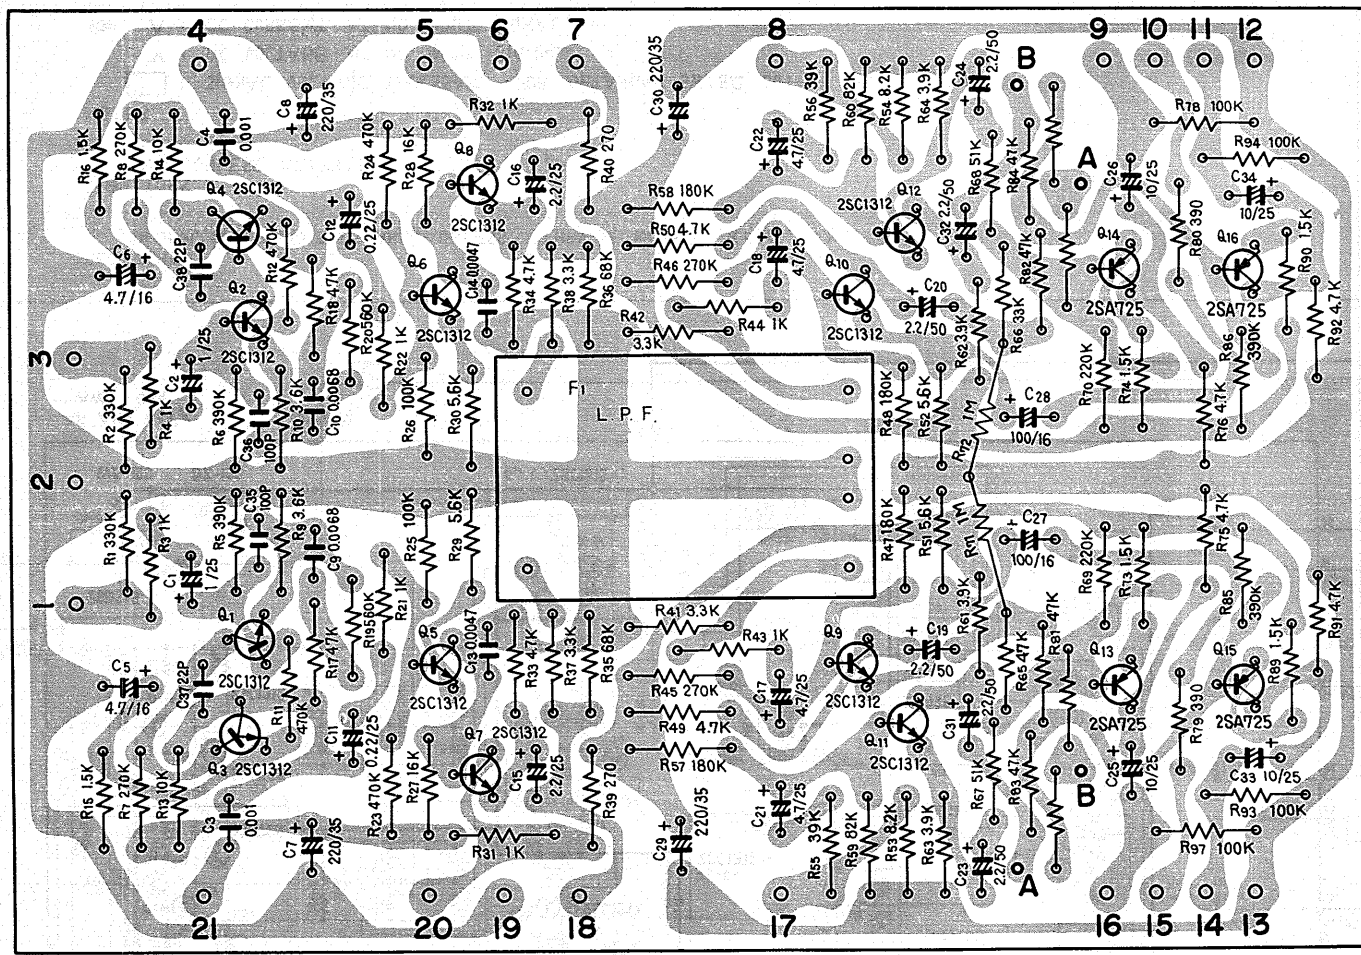 4 5 6 7 8 9 10 11 12
B
A
R16 1.5K
R8 270K
R14 10K
C4 0.001
C8 220/35
R24 470K
R28 16K
R32 1K
Q8
2SC1312
C16 2.2/25
R40 270
C30 220/35
C22 4.7/25
R56 39K
R60 82K
R54 8.2K
R64 3.9K
C24 2.2/50
R68 51K
R84 47K
C26 10/25
R78 100K
R94 100K
C34 10/25
Q4 2SC1312
C6 4.7/16
C38 22P
R12 470K
C12 0.22/25
R18 47K
R20 560K
R22 1K
Q6 2SC1312
C14 0.0047
R34 4.7K
R38 3.3K
R36 68K
R58 180K
R50 4.7K
R46 270K
R44 1K
R42 3.3K
C18 4.7/25
Q12 2SC1312
C32 2.2/50
Q10 2SC1312
C20 2.2/50
R82 47K
R62 3.9K
R66 33K
Q14 2SA725
R80 390
Q16 2SA725
R90 1.5K
R92 4.7K
Q2 2SC1312
3
R2 330K
R4 1K
C2 1/25
R6 390K
C36 100P
R10 3.6K
C10 0.0068
R26 100K
R30 5.6K
F1
L.P.F.
R48 180K
R52 5.6K
R72 1M
C28 100/16
R70 220K
R74 1.5K
R76 4.7K
R86 390K
2
R1 330K
R3 1K
C1 1/25
R5 390K
C35 100P
R9 3.6K
C9 0.0068
R25 100K
R29 5.6K
R47 180K
R51 5.6K
R71 1M
C27 100/16
R69 220K
R73 1.5K
R75 4.7K
R85 390K
1
Q1 2SC1312
C5 4.7/16
C37 22P
R11 470K
R17 47K
R19 560K
R21 1K
Q5 2SC1312
C13 0.0047
R33 4.7K
R37 3.3K
R35 68K
R41 3.3K
R43 1K
R45 270K
R49 4.7K
R57 180K
C17 4.7/25
Q9 2SC1312
C19 2.2/50
R61 3.9K
R65 47K
R81 47K
Q13 2SA725
R79 390
Q15 2SA725
R89 1.5K
R91 4.7K
Q3 2SC1312
C11 0.22/25
Q7 2SC1312
Q11 2SC1312
C31 2.2/50
R15 1.5K
R7 270K
R13 10K
C3 0.001
C7 220/35
R23 470K
R27 16K
R31 1K
C15 2.2/25
R39 270
C29 220/35
C21 4.7/25
R55 39K
R59 82K
R53 8.2K
R63 3.9K
C23 2.2/50
R67 51K
R83 47K
B
A
C25 10/25
C33 10/25
R93 100K
R97 100K
21 20 19 18 17 16 15 14 13